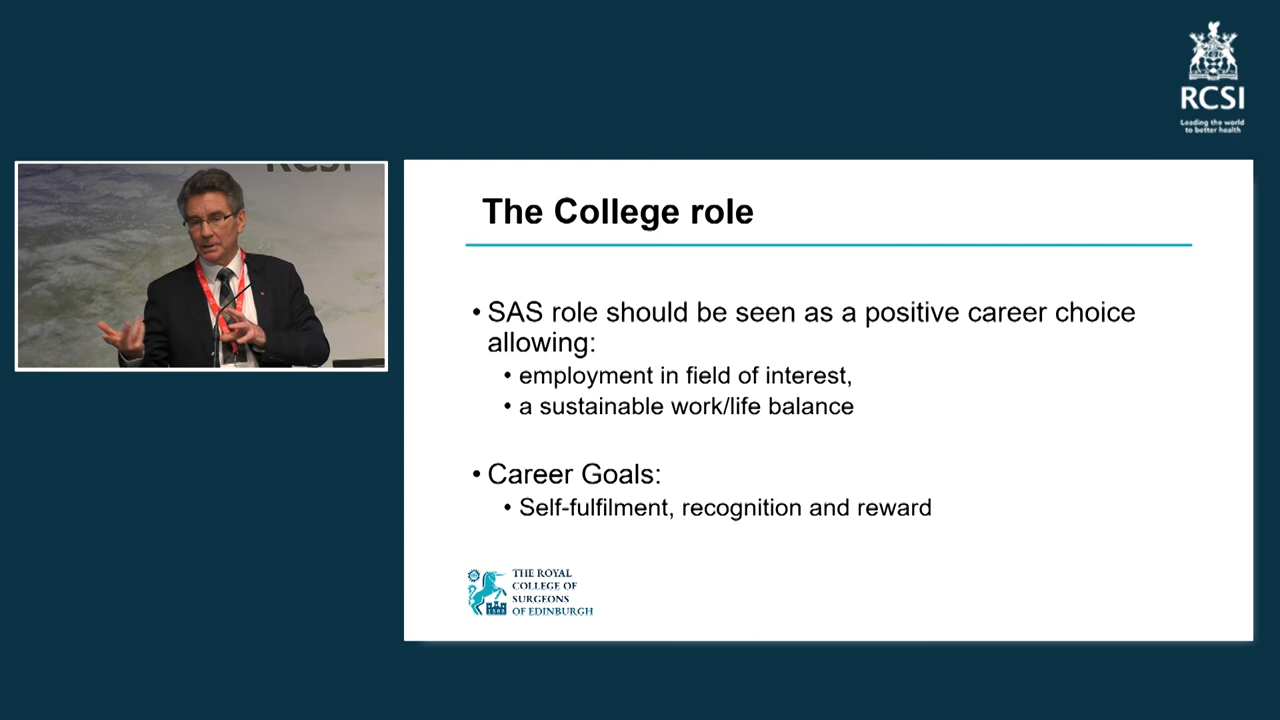 RCSI
Leading the world
to better health
RCSI
The College role
• SAS role should be seen as a positive career choice
allowing:
• employment in field of interest,
• a sustainable work/life balance
• Career Goals:
• Self-fulfilment, recognition and reward
THE ROYAL
COLLEGE OF
SURGEONS
OF EDINBURGH